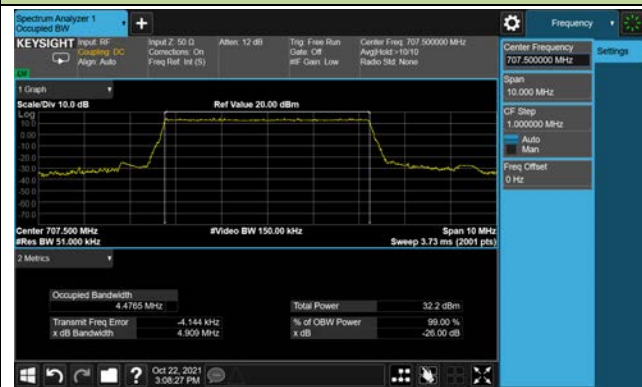 Spectrum Analyzer 1
Occupied BW
Frequency
KEYSIGHT
Input: RF
Coupling: DC
Align: Auto
Input Z: 50 Ω
Corrections: On
Freq Ref: Int (S)
Atten: 12 dB
Trig: Free Run
Gate: Off
#IF Gain: Low
Center Freq: 707.500000 MHz
Avg|Hold:>10/10
Radio Std: None
1 Graph
Scale/Div 10.0 dB
Ref Value 20.00 dBm
Log
10.0
0.00
-10.0
-20.0
-30.0
-40.0
-50.0
-60.0
-70.0
Center 707.500 MHz
#Video BW 150.00 kHz
Span 10 MHz
#Res BW 51.000 kHz
Sweep 3.73 ms (2001 pts)
2 Metrics
Occupied Bandwidth
4.4765 MHz
Total Power
32.2 dBm
Transmit Freq Error
-4.144 kHz
% of OBW Power
99.00 %
x dB Bandwidth
4.909 MHz
x dB
-26.00 dB
Oct 22, 2021
3:08:27 PM
Center Frequency
707.500000 MHz
Settings
Span
10.000 MHz
CF Step
1.000000 MHz
Auto
Man
Freq Offset
0 Hz